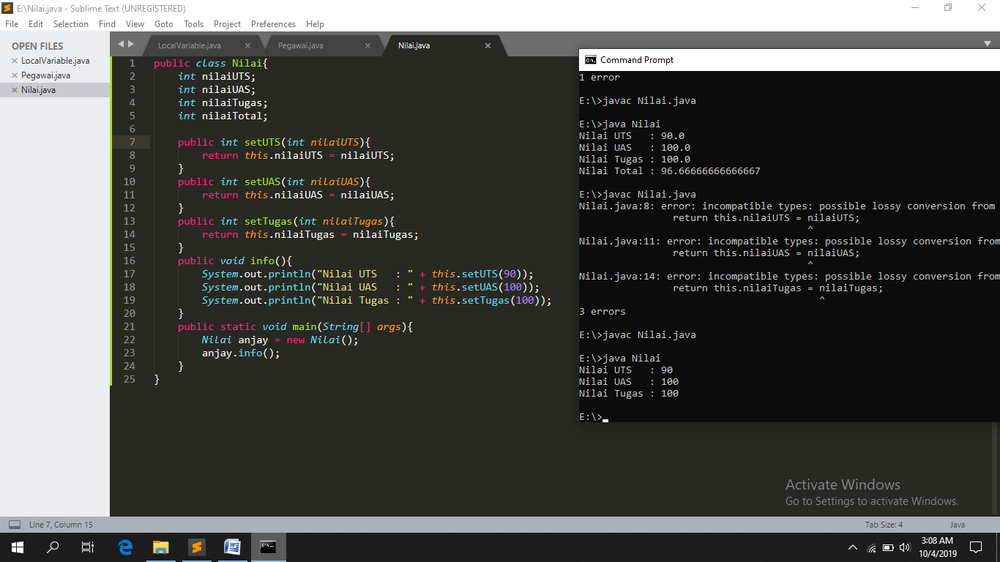 E:\Nilai.java - Sublime Text (UNREGISTERED)
File Edit Selection Find View Goto Tools Project Preferences Help
OPEN FILES
LocalVariable.java
Pegawai.java
Nilai.java
LocalVariable.java Pegawai.java Nilai.java
1 public class Nilai{
2 int nilaiUTS;
3 int nilaiUAS;
4 int nilaiTugas;
5 int nilaiTotal;
6
7 public int setUTS(int nilaiUTS){
8 return this.nilaiUTS = nilaiUTS;
9 }
10 public int setUAS(int nilaiUAS){
11 return this.nilaiUAS = nilaiUAS;
12 }
13 public int setTugas(int nilaiTugas){
14 return this.nilaiTugas = nilaiTugas;
15 }
16 public void info(){
17 System.out.println("Nilai UTS   : " + this.setUTS(90));
18 System.out.println("Nilai UAS   : " + this.setUAS(100));
19 System.out.println("Nilai Tugas : " + this.setTugas(100));
20 }
21 public static void main(String[] args){
22 Nilai anjay = new Nilai();
23 anjay.info();
24 }
25 }
Command Prompt
1 error
E:\>javac Nilai.java
E:\>java Nilai
Nilai UTS   : 90.0
Nilai UAS   : 100.0
Nilai Tugas : 100.0
Nilai Total : 96.66666666666667
E:\>javac Nilai.java
Nilai.java:8: error: incompatible types: possible lossy conversion from
return this.nilaiUTS = nilaiUTS;
^
Nilai.java:11: error: incompatible types: possible lossy conversion from
return this.nilaiUAS = nilaiUAS;
^
Nilai.java:14: error: incompatible types: possible lossy conversion from
return this.nilaiTugas = nilaiTugas;
^
3 errors
E:\>javac Nilai.java
E:\>java Nilai
Nilai UTS   : 90
Nilai UAS   : 100
Nilai Tugas : 100
E:\>
Activate Windows
Go to Settings to activate Windows.
Line 7, Column 15 Tab Size: 4 Java
3:08 AM
10/4/2019